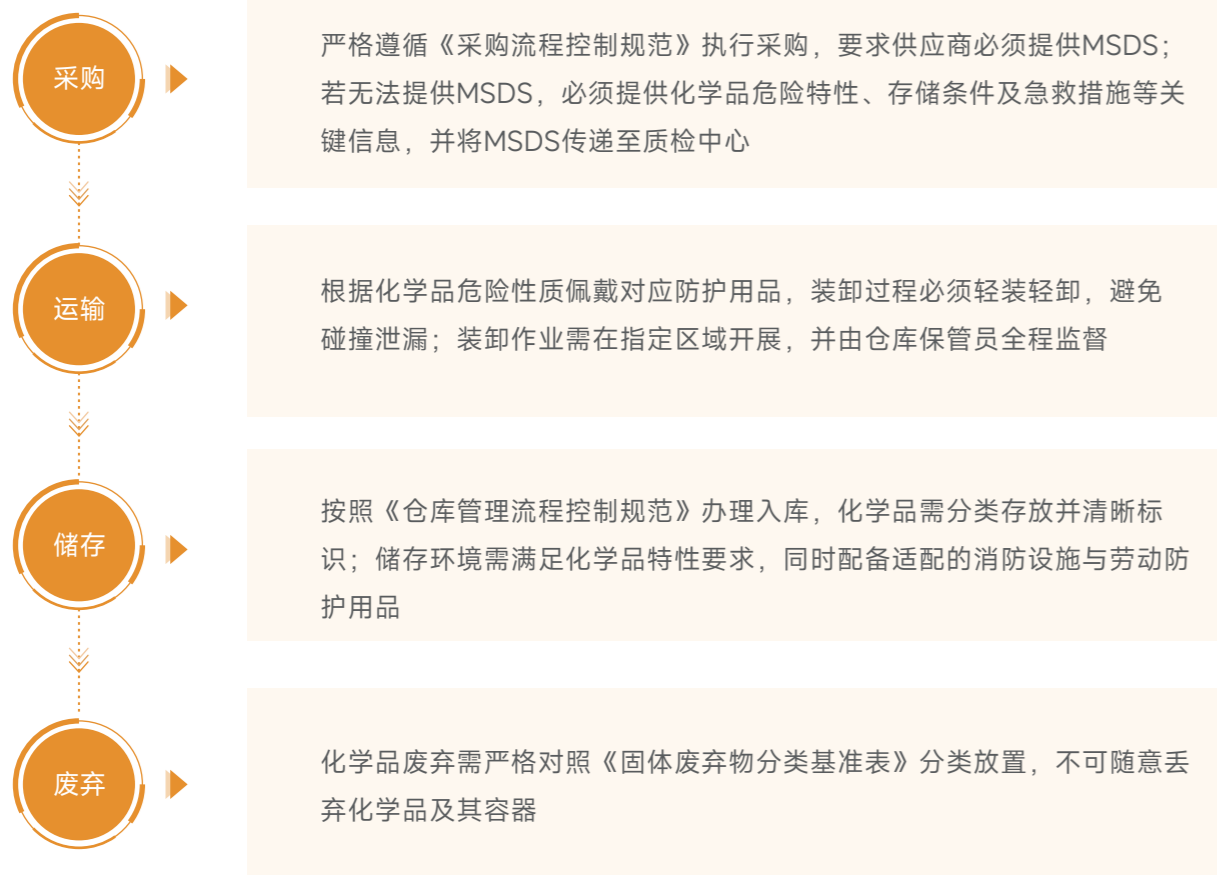 采购
严格遵循《采购流程控制规范》执行采购，要求供应商必须提供MSDS；
若无法提供MSDS，必须提供化学品危险特性、存储条件及急救措施等关
键信息，并将MSDS传递至质检中心
运输
根据化学品危险性质佩戴对应防护用品，装卸过程必须轻装轻卸，避免
碰撞泄漏；装卸作业需在指定区域开展，并由仓库保管员全程监督
储存
按照《仓库管理流程控制规范》办理入库，化学品需分类存放并清晰标
识；储存环境需满足化学品特性要求，同时配备适配的消防设施与劳动防
护用品
废弃
化学品废弃需严格对照《固体废弃物分类基准表》分类放置，不可随意丢
弃化学品及其容器